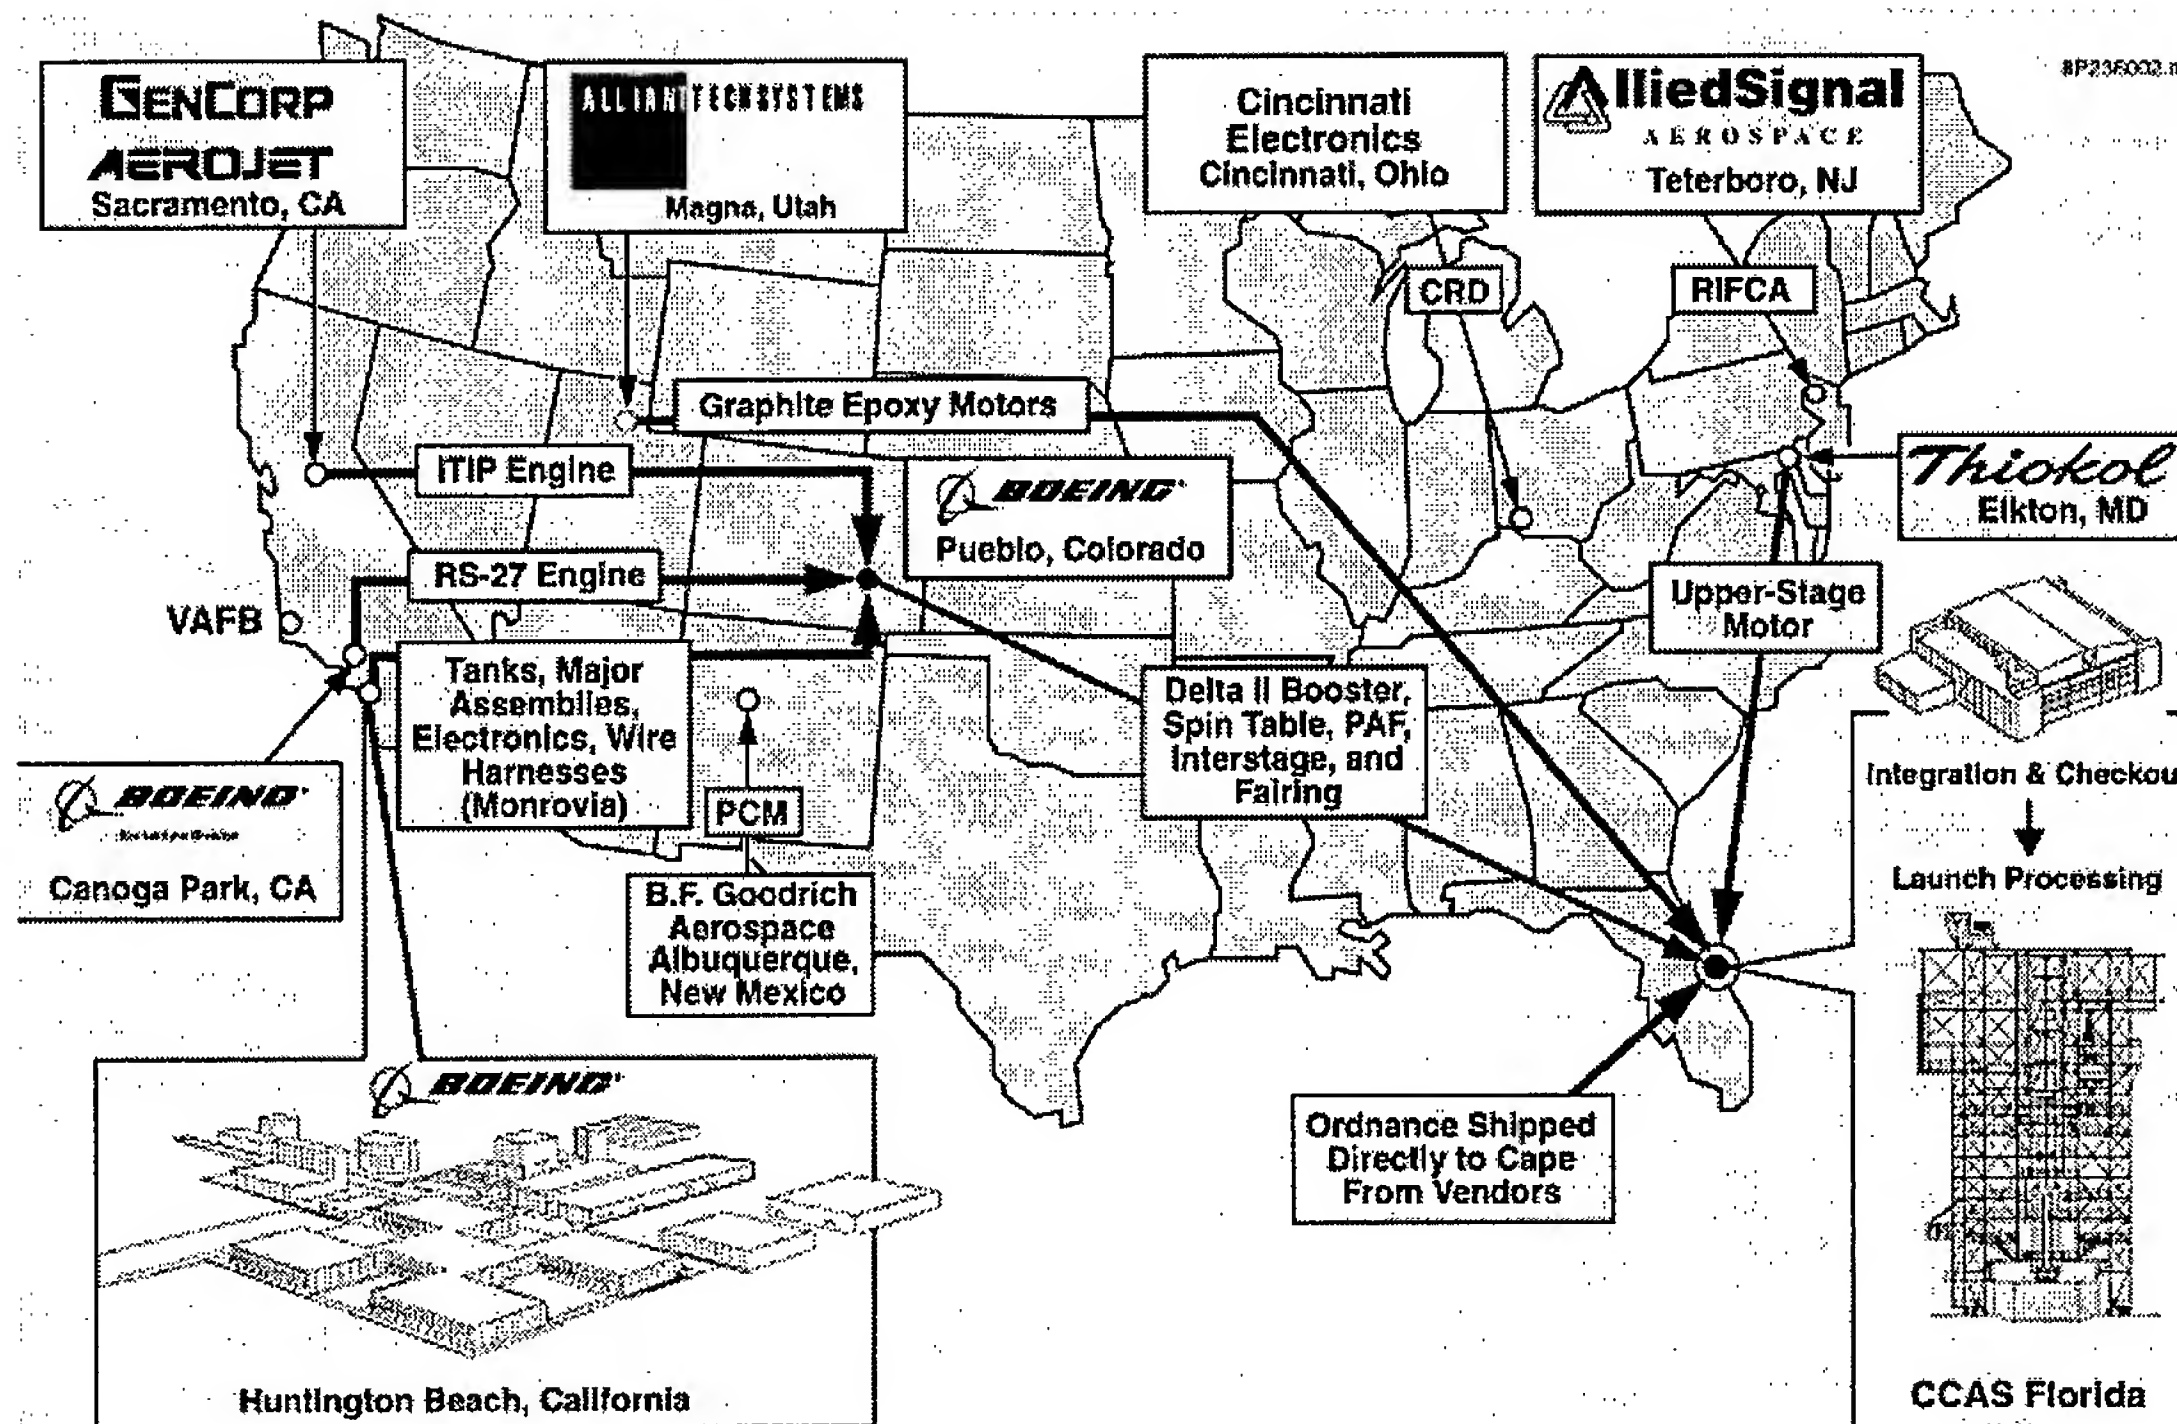 GENCORP
AEROJET
Sacramento, CA
ALLIANT TECHSYSTEMS
Magna, Utah
Cincinnati
Electronics
Cincinnati, Ohio
AlliedSignal
AEROSPACE
Teterboro, NJ
CRD
RIFCA
Graphite Epoxy Motors
ITIP Engine
BOEING
Pueblo, Colorado
Thiokol
Elkton, MD
RS-27 Engine
VAFB
Upper-Stage
Motor
Tanks, Major
Assemblies,
Electronics, Wire
Harnesses
(Monrovia)
Delta II Booster,
Spin Table, PAF,
Interstage, and
Fairing
BOEING
Canoga Park, CA
PCM
B.F. Goodrich
Aerospace
Albuquerque,
New Mexico
Integration &
Launch Processing
BOEING
Huntington Beach, California
Ordnance Shipped
Directly to Cape
From Vendors
CCAS Florida